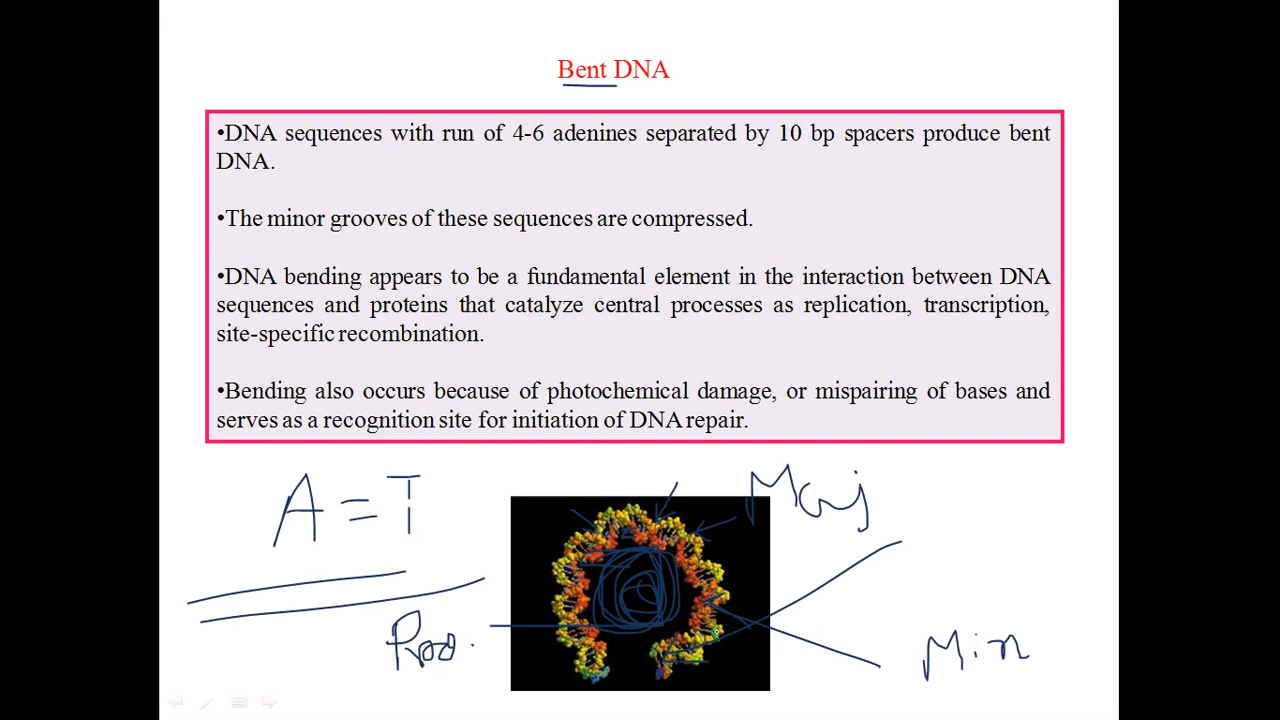 Bent DNA
•DNA sequences with run of 4-6 adenines separated by 10 bp spacers produce bent
DNA.
•The minor grooves of these sequences are compressed.
•DNA bending appears to be a fundamental element in the interaction between DNA
sequences and proteins that catalyze central processes as replication, transcription,
site-specific recombination.
•Bending also occurs because of photochemical damage, or mispairing of bases and
serves as a recognition site for initiation of DNA repair.
A = T
Maj
Min